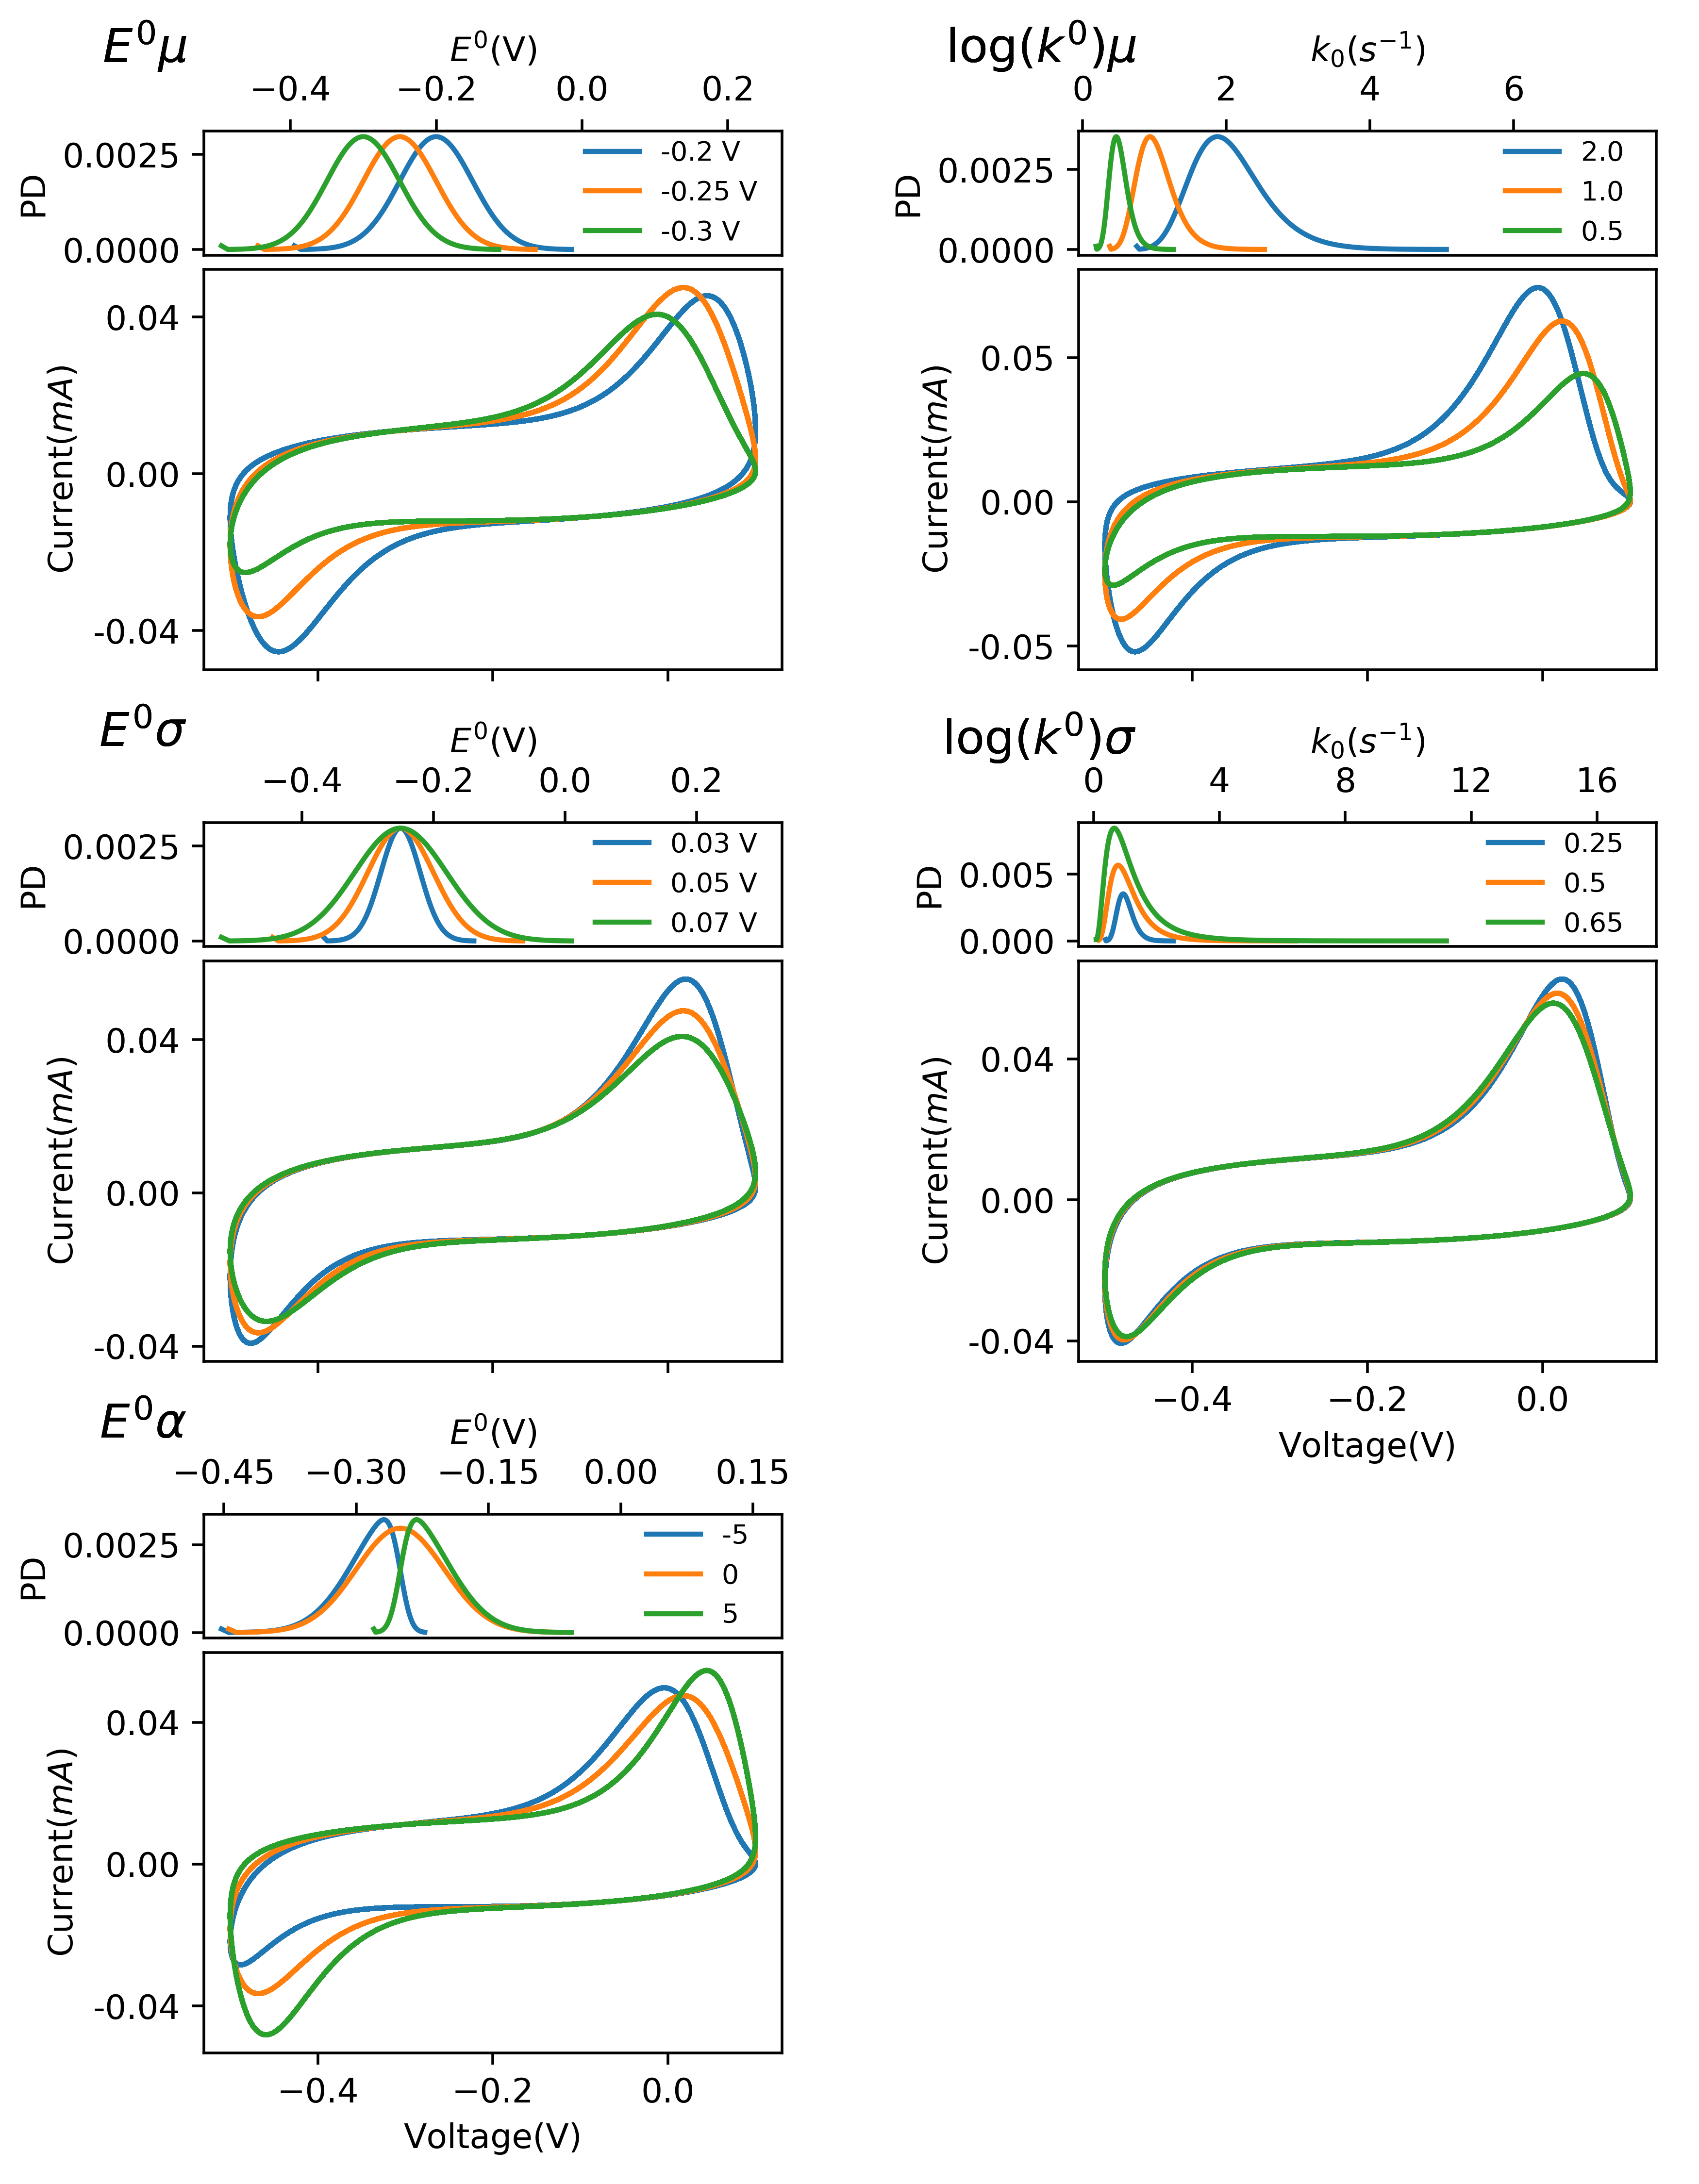 E⁰μ
E⁰(V)
−0.4 −0.2 0.0 0.2
0.0025
0.0000
PD
-0.2 V
-0.25 V
-0.3 V
0.04
0.00
-0.04
Current(mA)
log(k⁰)μ
k₀(s⁻¹)
0 2 4 6
0.0025
0.0000
PD
2.0
1.0
0.5
0.05
0.00
-0.05
Current(mA)
E⁰σ
E⁰(V)
−0.4 −0.2 0.0 0.2
0.0025
0.0000
PD
0.03 V
0.05 V
0.07 V
0.04
0.00
-0.04
Current(mA)
log(k⁰)σ
k₀(s⁻¹)
0 4 8 12 16
0.005
0.000
PD
0.25
0.5
0.65
0.04
0.00
-0.04
Current(mA)
−0.4 −0.2 0.0
Voltage(V)
E⁰α
E⁰(V)
−0.45 −0.30 −0.15 0.00 0.15
0.0025
0.0000
PD
-5
0
5
0.04
0.00
-0.04
Current(mA)
−0.4 −0.2 0.0
Voltage(V)